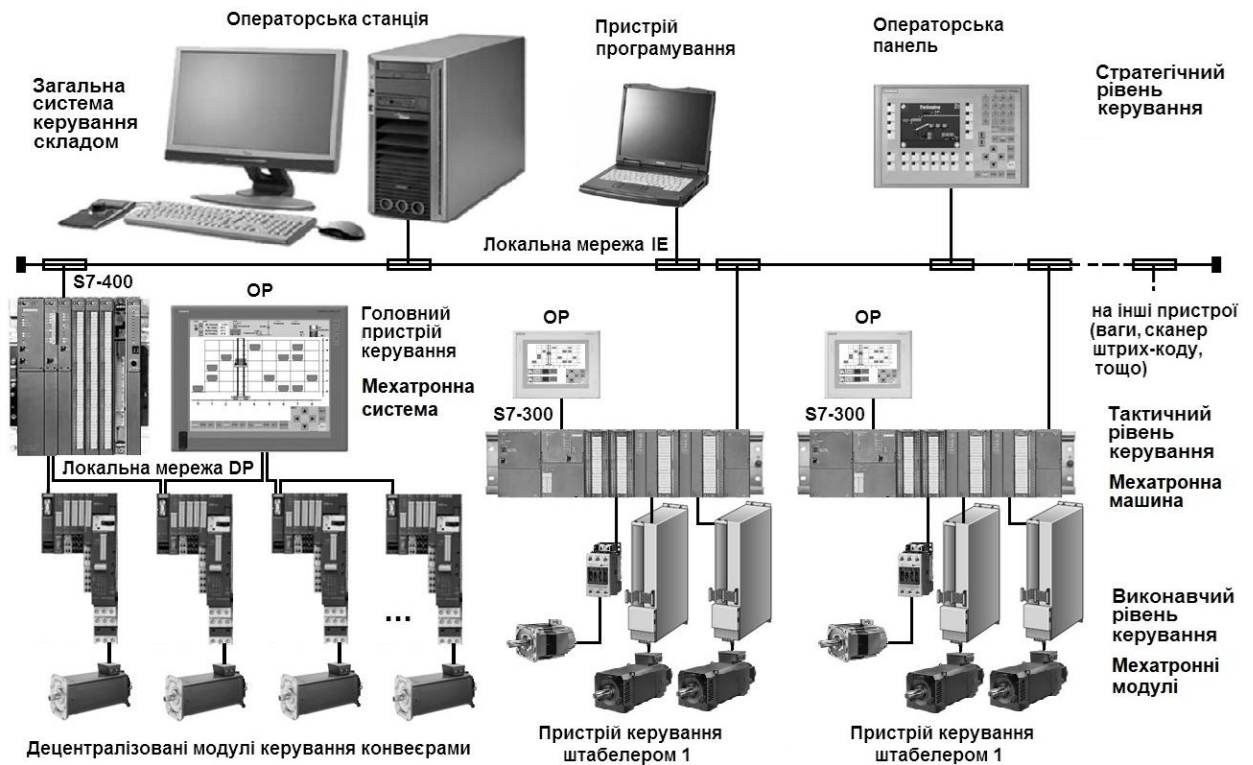 Операторська станція
Загальна
система
керування
складом
Пристрій
програмування
Операторська
панель
Стратегічний
рівень
керування
Локальна мережа IE
S7-400
OP
Головний
пристрій
керування
Мехатронна
система
OP
S7-300
OP
S7-300
на інші пристрої
(ваги, сканер
штрих-коду,
тощо)
Тактичний
рівень
керування
Мехатронна
машина
Локальна мережа DP
...
Виконавчий
рівень
керування
Мехатронні
модулі
Децентралізовані модулі керування конвеєрами
Пристрій керування
штабелером 1
Пристрій керування
штабелером 1